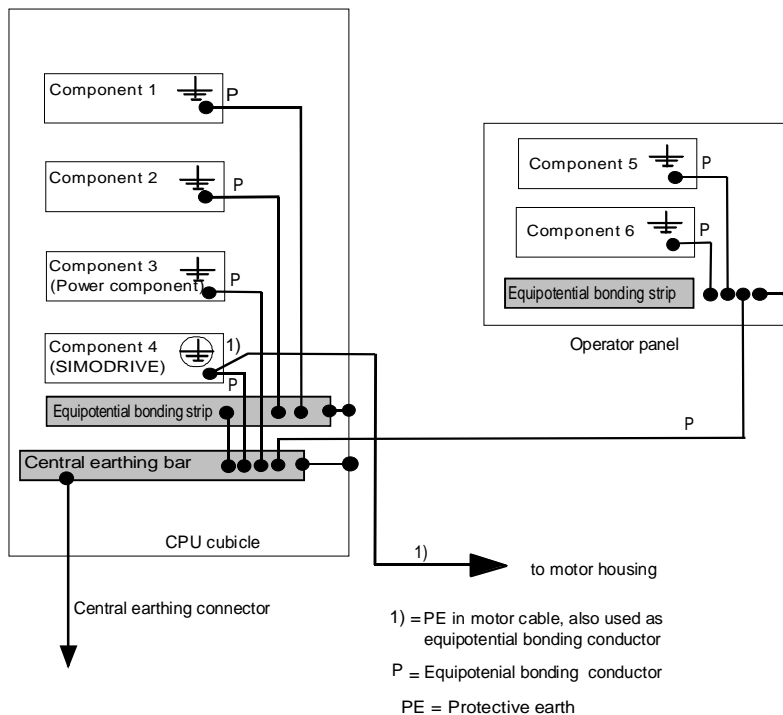 Component 1
P
Component 2
P
Component 3
(Power component)
P
Component 4
(SIMODRIVE)
1)
P
Equipotential bonding strip
Central earthing bar
CPU cubicle
Central earthing connector
Component 5
P
Component 6
P
Equipotential bonding strip
Operator panel
P
1)
to motor housing
1) = PE in motor cable, also used as
equipotential bonding conductor
P = Equipotenial bonding conductor
PE = Protective earth